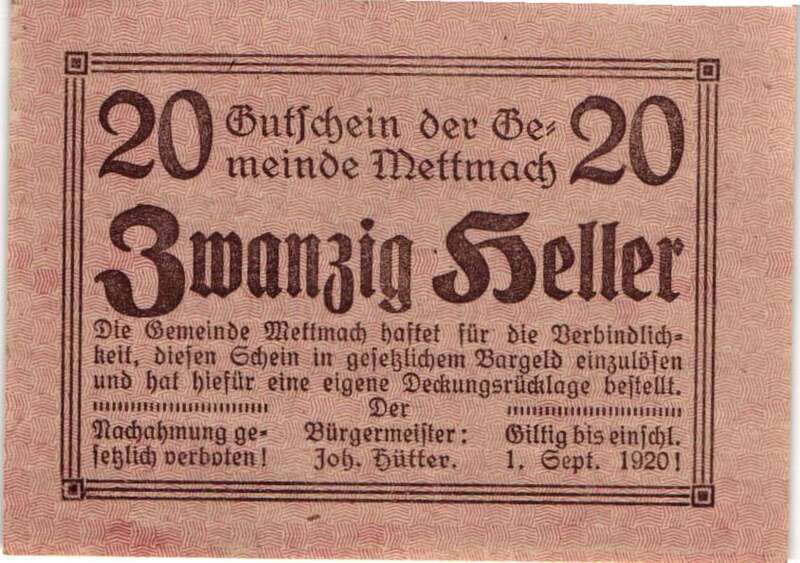 20 Gutschein der Ge- 20
meinde Mettmach
Zwanzig Heller
Die Gemeinde Mettmach haftet für die Verbindlich-
keit, diesen Schein in gesetzlichem Bargeld einzulösen
und hat hiefür eine eigene Deckungsrücklage bestellt.
Nachahmung ge-
setzlich verboten!
Der
Bürgermeister:
Joh. Hütter.
Giltig bis einschl.
1. Sept. 1920!